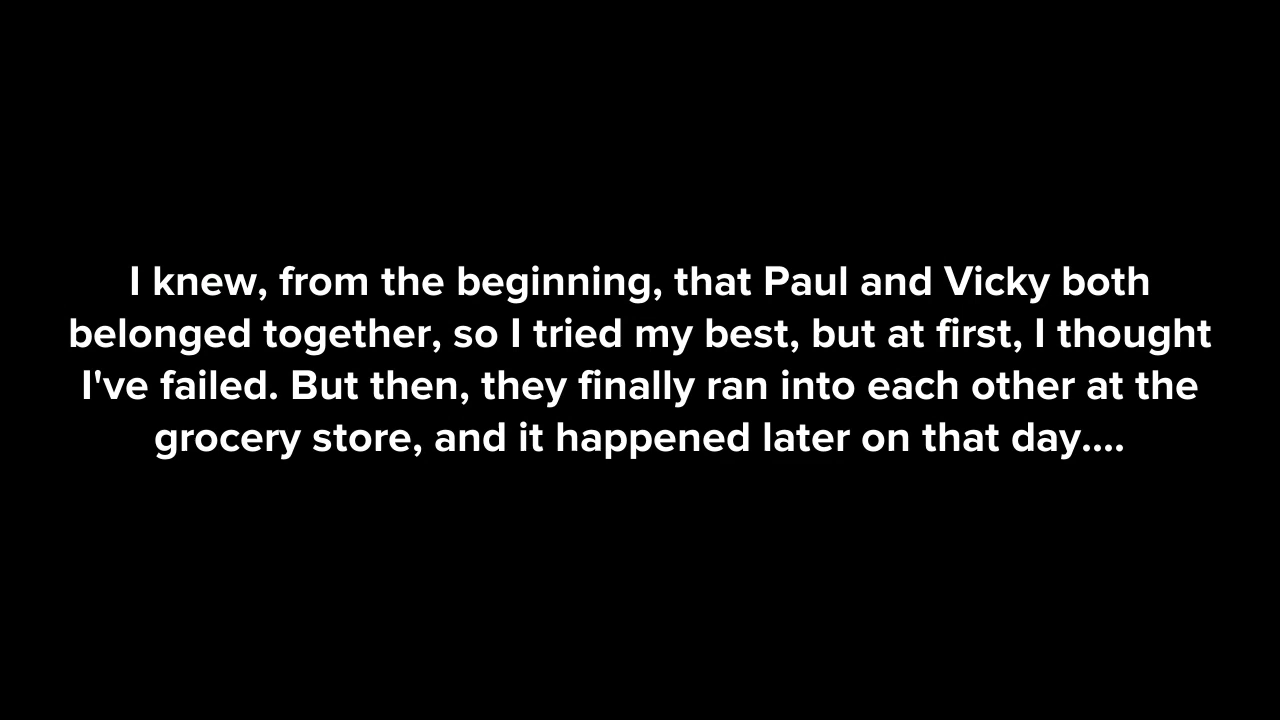 I knew, from the beginning, that Paul and Vicky both
belonged together, so I tried my best, but at first, I thought
I've failed. But then, they finally ran into each other at the
grocery store, and it happened later on that day....